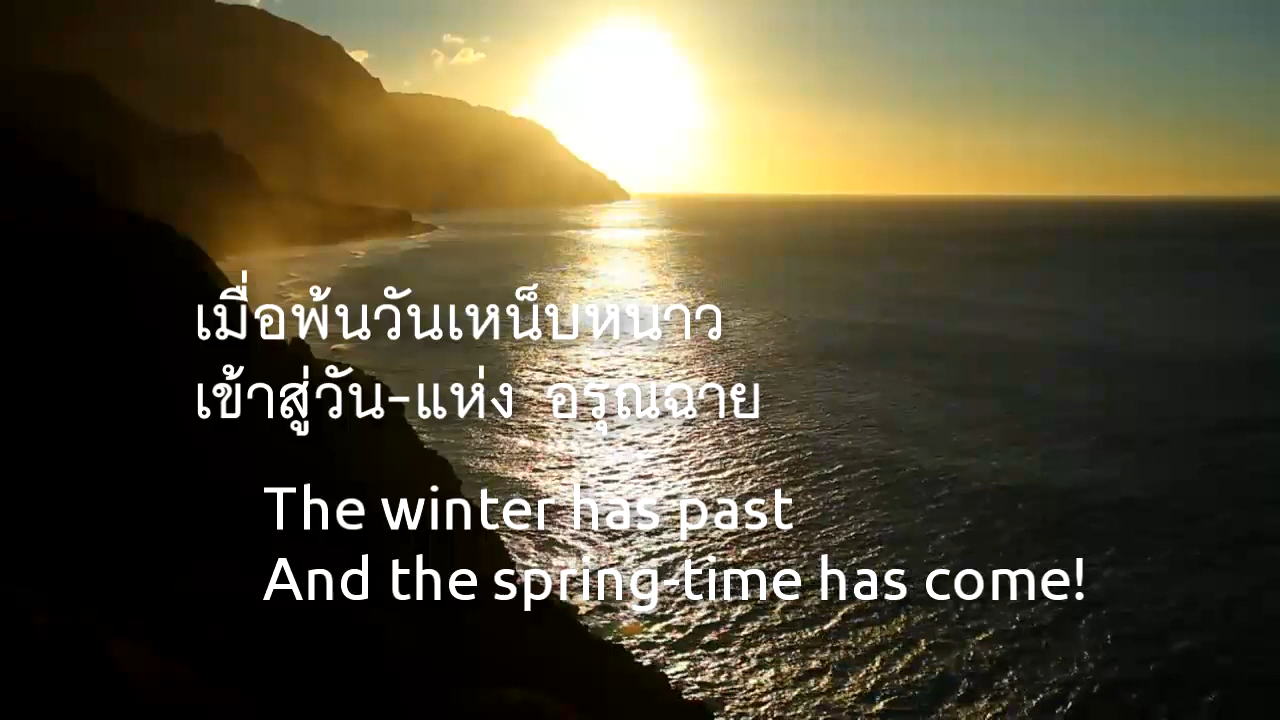 เมื่อพ้นวันเหน็บหนาว
เข้าสู่วัน-แห่ง อรุณฉาย
The winter has past
And the spring-time has come!